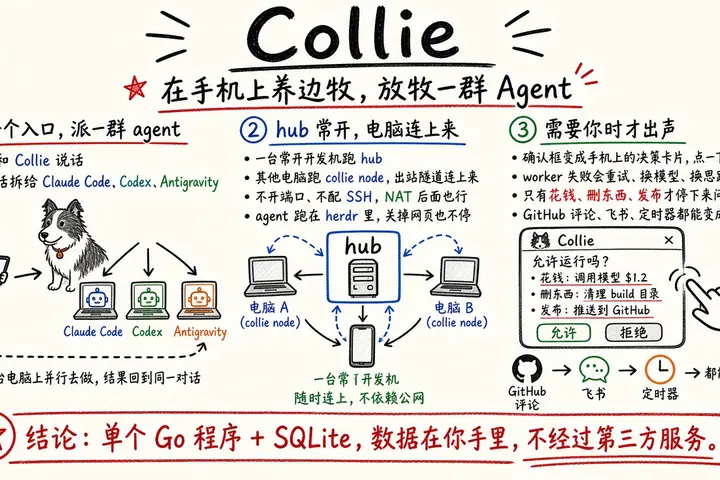 Collie
在手机上养边牧，放牧一群 Agent
个入口，派一群 agent
和 Collie 说话
话拆给 Claude Code, Codex, Antigravity
Claude Code
Codex
Antigravity
台电脑上并行去做，结果回到同一对话
② hub 常开，电脑连上来
• 一台常开开发机跑 hub
• 其他电脑跑 collie node，出站隧道连上来
• 不开端口、不配 SSH，NAT 后面也行
• agent 跑在 herdr 里，关掉网页也不停
hub
电脑 A
(collie node)
电脑 B
(collie node)
一台常丁开发机
随时连上，不依赖公网
③ 需要你时才出声
• 确认框变成手机上的决策卡片，点一下
• worker 失败会重试、换模型、换思路
• 只有花钱、删东西、发布才停下来问
• GitHub 评论、飞书、定时器都能变成
Collie ×
允许运行吗？
• 花钱：调用模型 $1.2
• 删东西：清理 build 目录
• 发布：推送到 GitHub
允许
拒绝
GitHub
评论
飞书
定时器
都能
结论：单个 Go 程序 + SQLite，数据在你手里，不经过第三方服务。